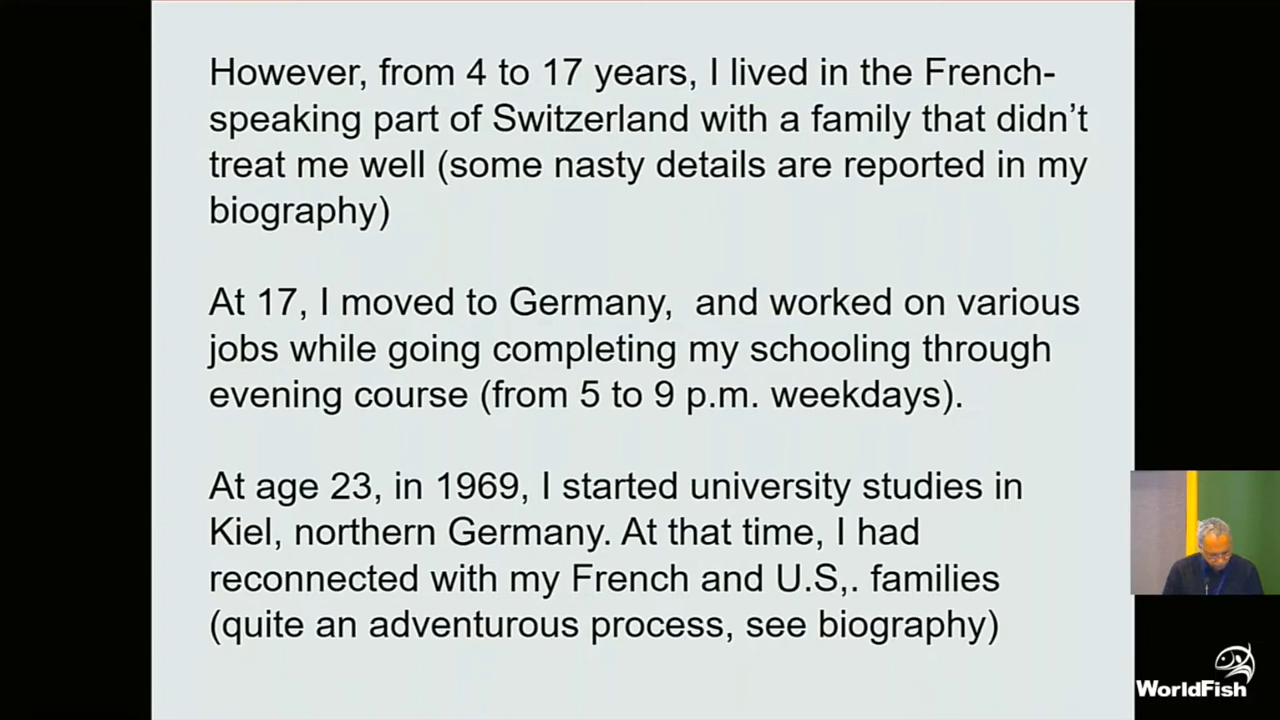 However, from 4 to 17 years, I lived in the French-
speaking part of Switzerland with a family that didn’t
treat me well (some nasty details are reported in my
biography)
At 17, I moved to Germany,  and worked on various
jobs while going completing my schooling through
evening course (from 5 to 9 p.m. weekdays).
At age 23, in 1969, I started university studies in
Kiel, northern Germany. At that time, I had
reconnected with my French and U.S,. families
(quite an adventurous process, see biography)
WorldFish